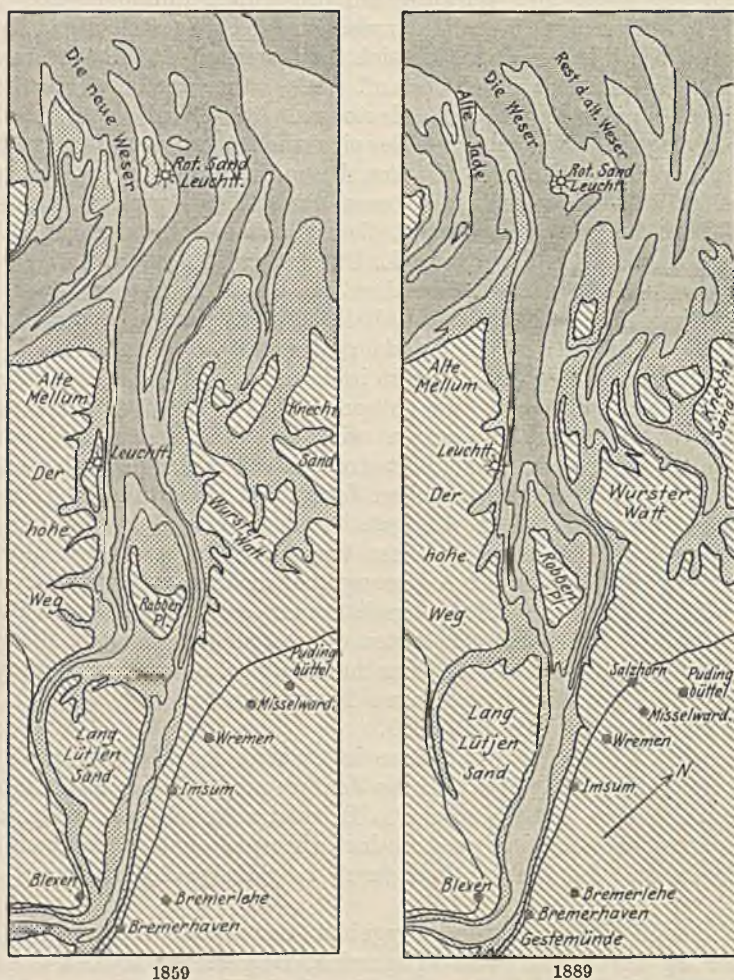 Die neue Weser
Rot. Sand
Leuchtt.
Alte
Mellum
Knecht
Sand
Leuchtt.
Der
hohe
Weg
Wurster
Watt
Robben
Pl.
Puding
büttel
Misselward.
Wremen
Lang
Lütjen
Sand
Imsum
Blexen
Bremerlehe
Bremerhaven
1859
Alte
Jade
Die Weser
Rest d. alt. Weser
Rot. Sand
Leucht.
Alte
Mellum
Knecht
Sand
Leuchtt.
Der
hohe
Weg
Wurster
Watt
Robben
Pl.
Salzhorn
Puding
büttel
Misselward.
Wremen
Lang
Lütjen
Sand
Imsum
N
Blexen
Bremerlehe
Bremerhaven
Gestemünde
1889